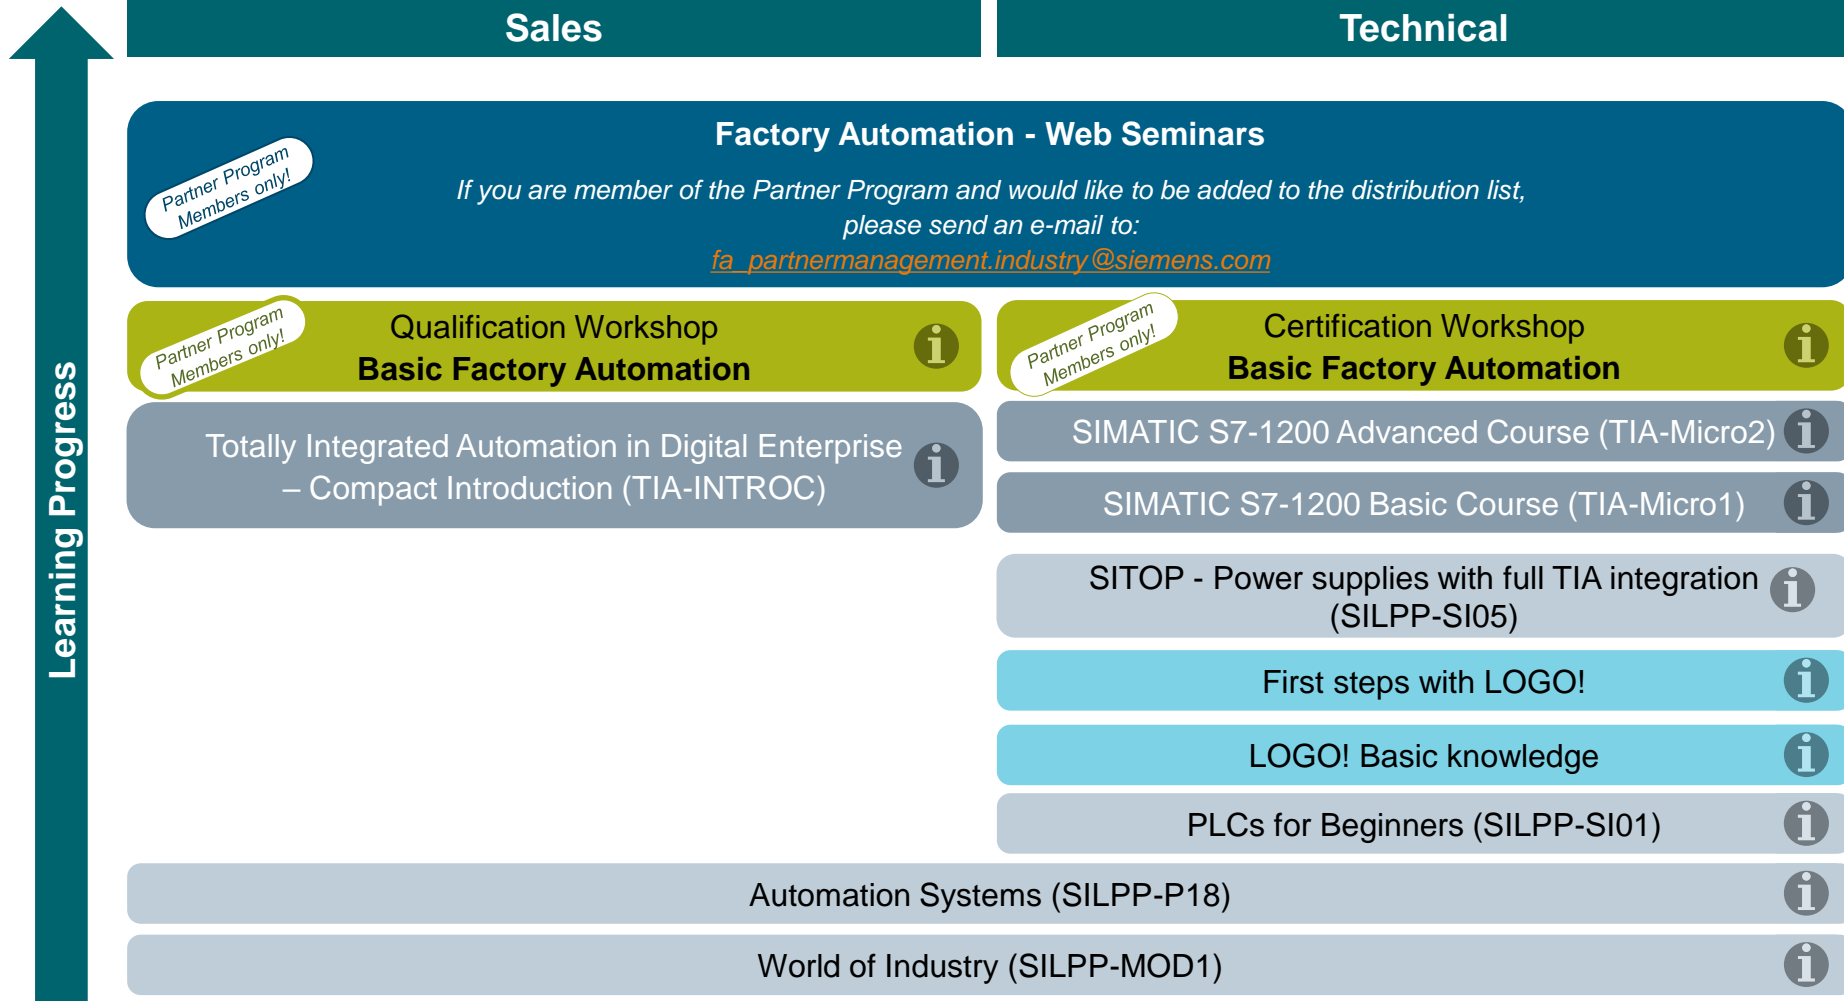 Sales
Technical
Factory Automation - Web Seminars
Partner Program
Members only!
If you are member of the Partner Program and would like to be added to the distribution list,
please send an e-mail to:
fa_partnermanagement.industry@siemens.com
Partner Program
Members only!
Qualification Workshop
Basic Factory Automation
i
Partner Program
Members only!
Certification Workshop
Basic Factory Automation
i
Totally Integrated Automation in Digital Enterprise
– Compact Introduction (TIA-INTROC)
i
SIMATIC S7-1200 Advanced Course (TIA-Micro2)
i
SIMATIC S7-1200 Basic Course (TIA-Micro1)
i
SITOP - Power supplies with full TIA integration
(SILPP-SI05)
i
First steps with LOGO!
i
LOGO! Basic knowledge
i
PLCs for Beginners (SILPP-SI01)
i
Automation Systems (SILPP-P18)
i
World of Industry (SILPP-MOD1)
i
Learning Progress